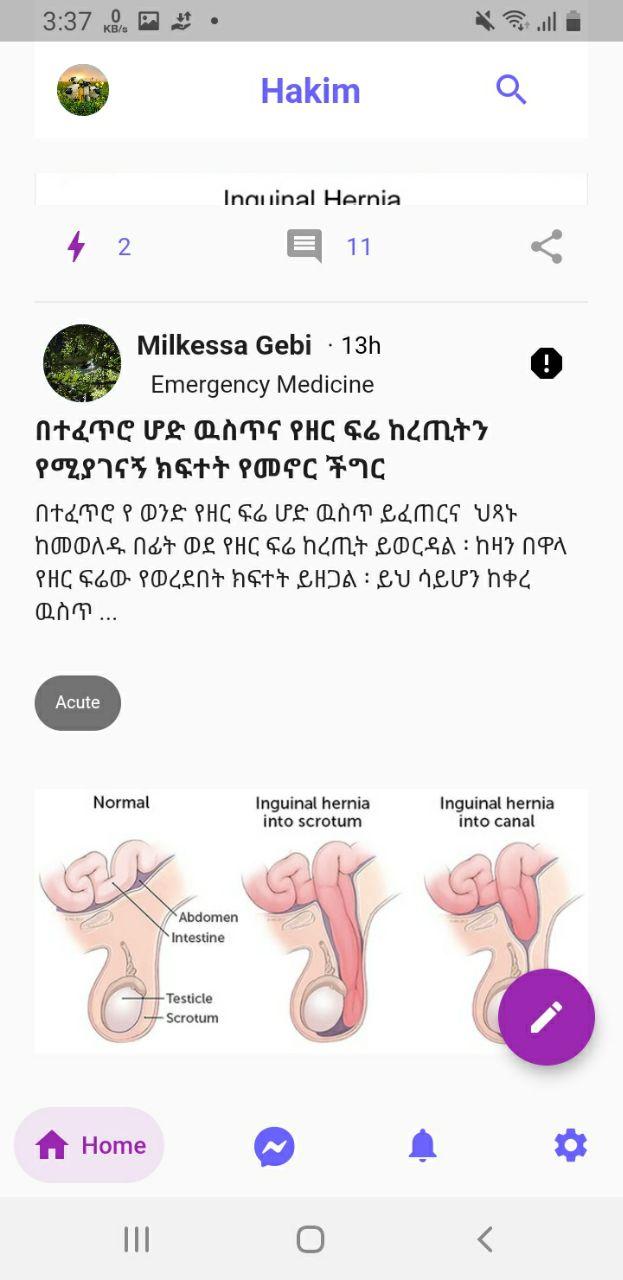 3:37 0 KB/s
Hakim
Inguinal Hernia
2 11
Milkessa Gebi · 13h
Emergency Medicine
በተፈጥሮ ሆድ ዉስጥና የዘር ፍሬ ከረጢትን
የሚያገናኝ ክፍተት የመኖር ችግር
በተፈጥሮ የ ወንድ የዘር ፍሬ ሆድ ዉስጥ ይፈጠርና ህጻኑ
ከመወለዱ በፊት ወደ የዘር ፍሬ ከረጢት ይወርዳል ፡ ከዛን በዋላ
የዘር ፍሬው የወረደበት ክፍተት ይዘጋል ፡ ይህ ሳይሆን ከቀረ
ዉስጥ ...
Acute
Normal
Inguinal hernia
into scrotum
Inguinal hernia
into canal
Abdomen
Intestine
Testicle
Scrotum
Home